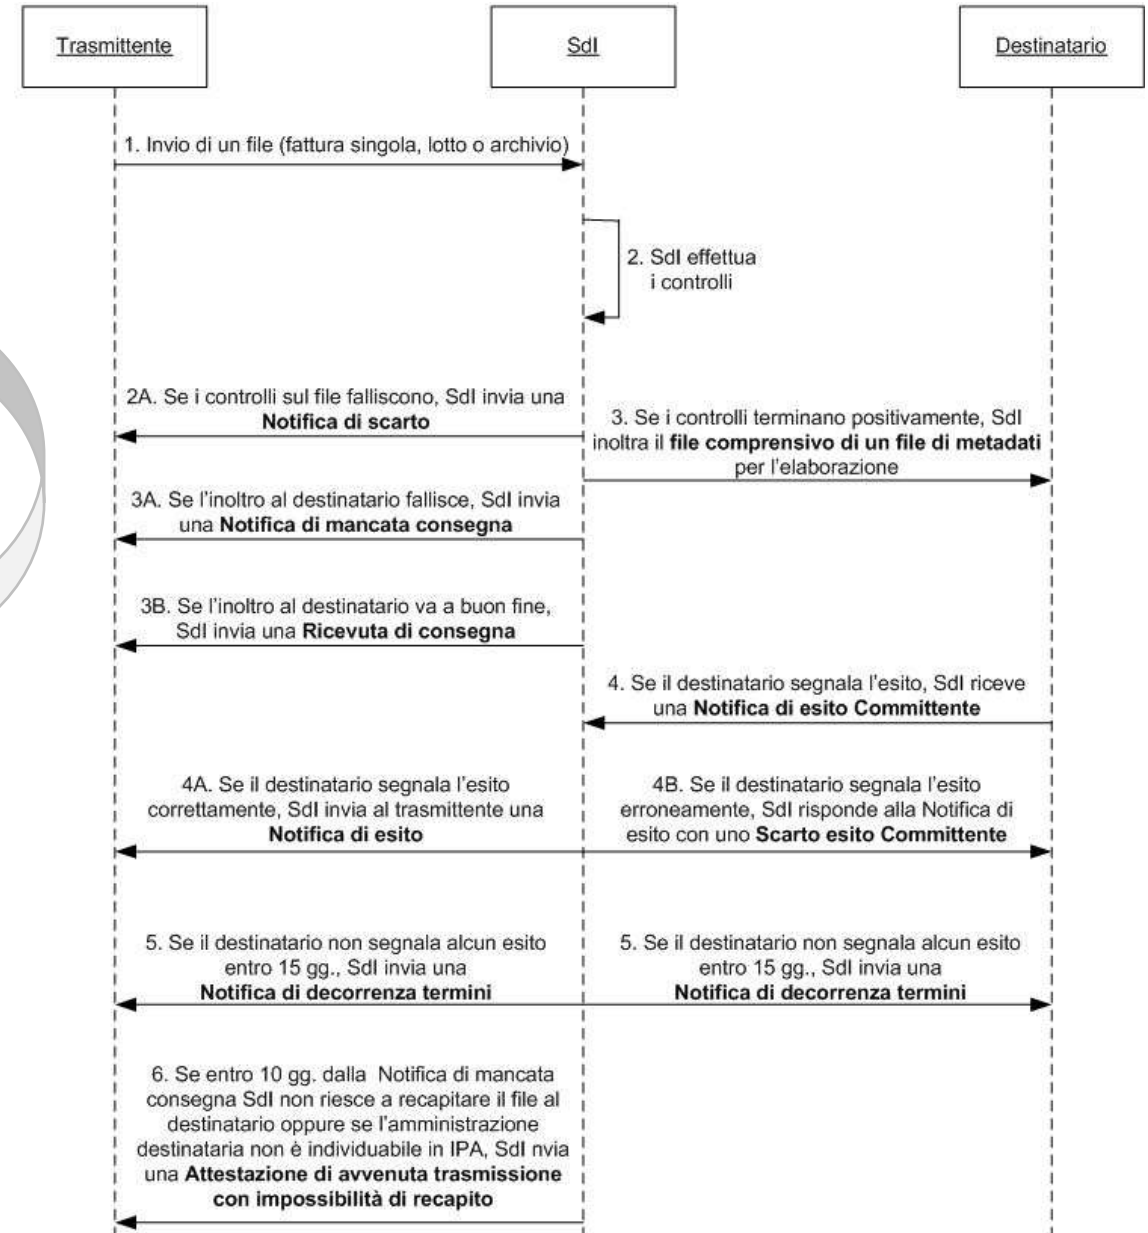 Trasmittente
SdI
Destinatario
1. Invio di un file (fattura singola, lotto o archivio)
2. SdI effettua
i controlli
2A. Se i controlli sul file falliscono, SdI invia una
Notifica di scarto
3. Se i controlli terminano positivamente, SdI
inoltra il file comprensivo di un file di metadati
per l'elaborazione
3A. Se l'inoltro al destinatario fallisce, SdI invia
una Notifica di mancata consegna
3B. Se l'inoltro al destinatario va a buon fine,
SdI invia una Ricevuta di consegna
4. Se il destinatario segnala l'esito, SdI riceve
una Notifica di esito Committente
4A. Se il destinatario segnala l'esito
correttamente, SdI invia al trasmittente una
Notifica di esito
4B. Se il destinatario segnala l'esito
erroneamente, SdI risponde alla Notifica di
esito con uno Scarto esito Committente
5. Se il destinatario non segnala alcun esito
entro 15 gg., SdI invia una
Notifica di decorrenza termini
5. Se il destinatario non segnala alcun esito
entro 15 gg., SdI invia una
Notifica di decorrenza termini
6. Se entro 10 gg. dalla Notifica di mancata
consegna SdI non riesce a recapitare il file al
destinatario oppure se l'amministrazione
destinataria non è individuabile in IPA, SdI nvia
una Attestazione di avvenuta trasmissione
con impossibilità di recapito